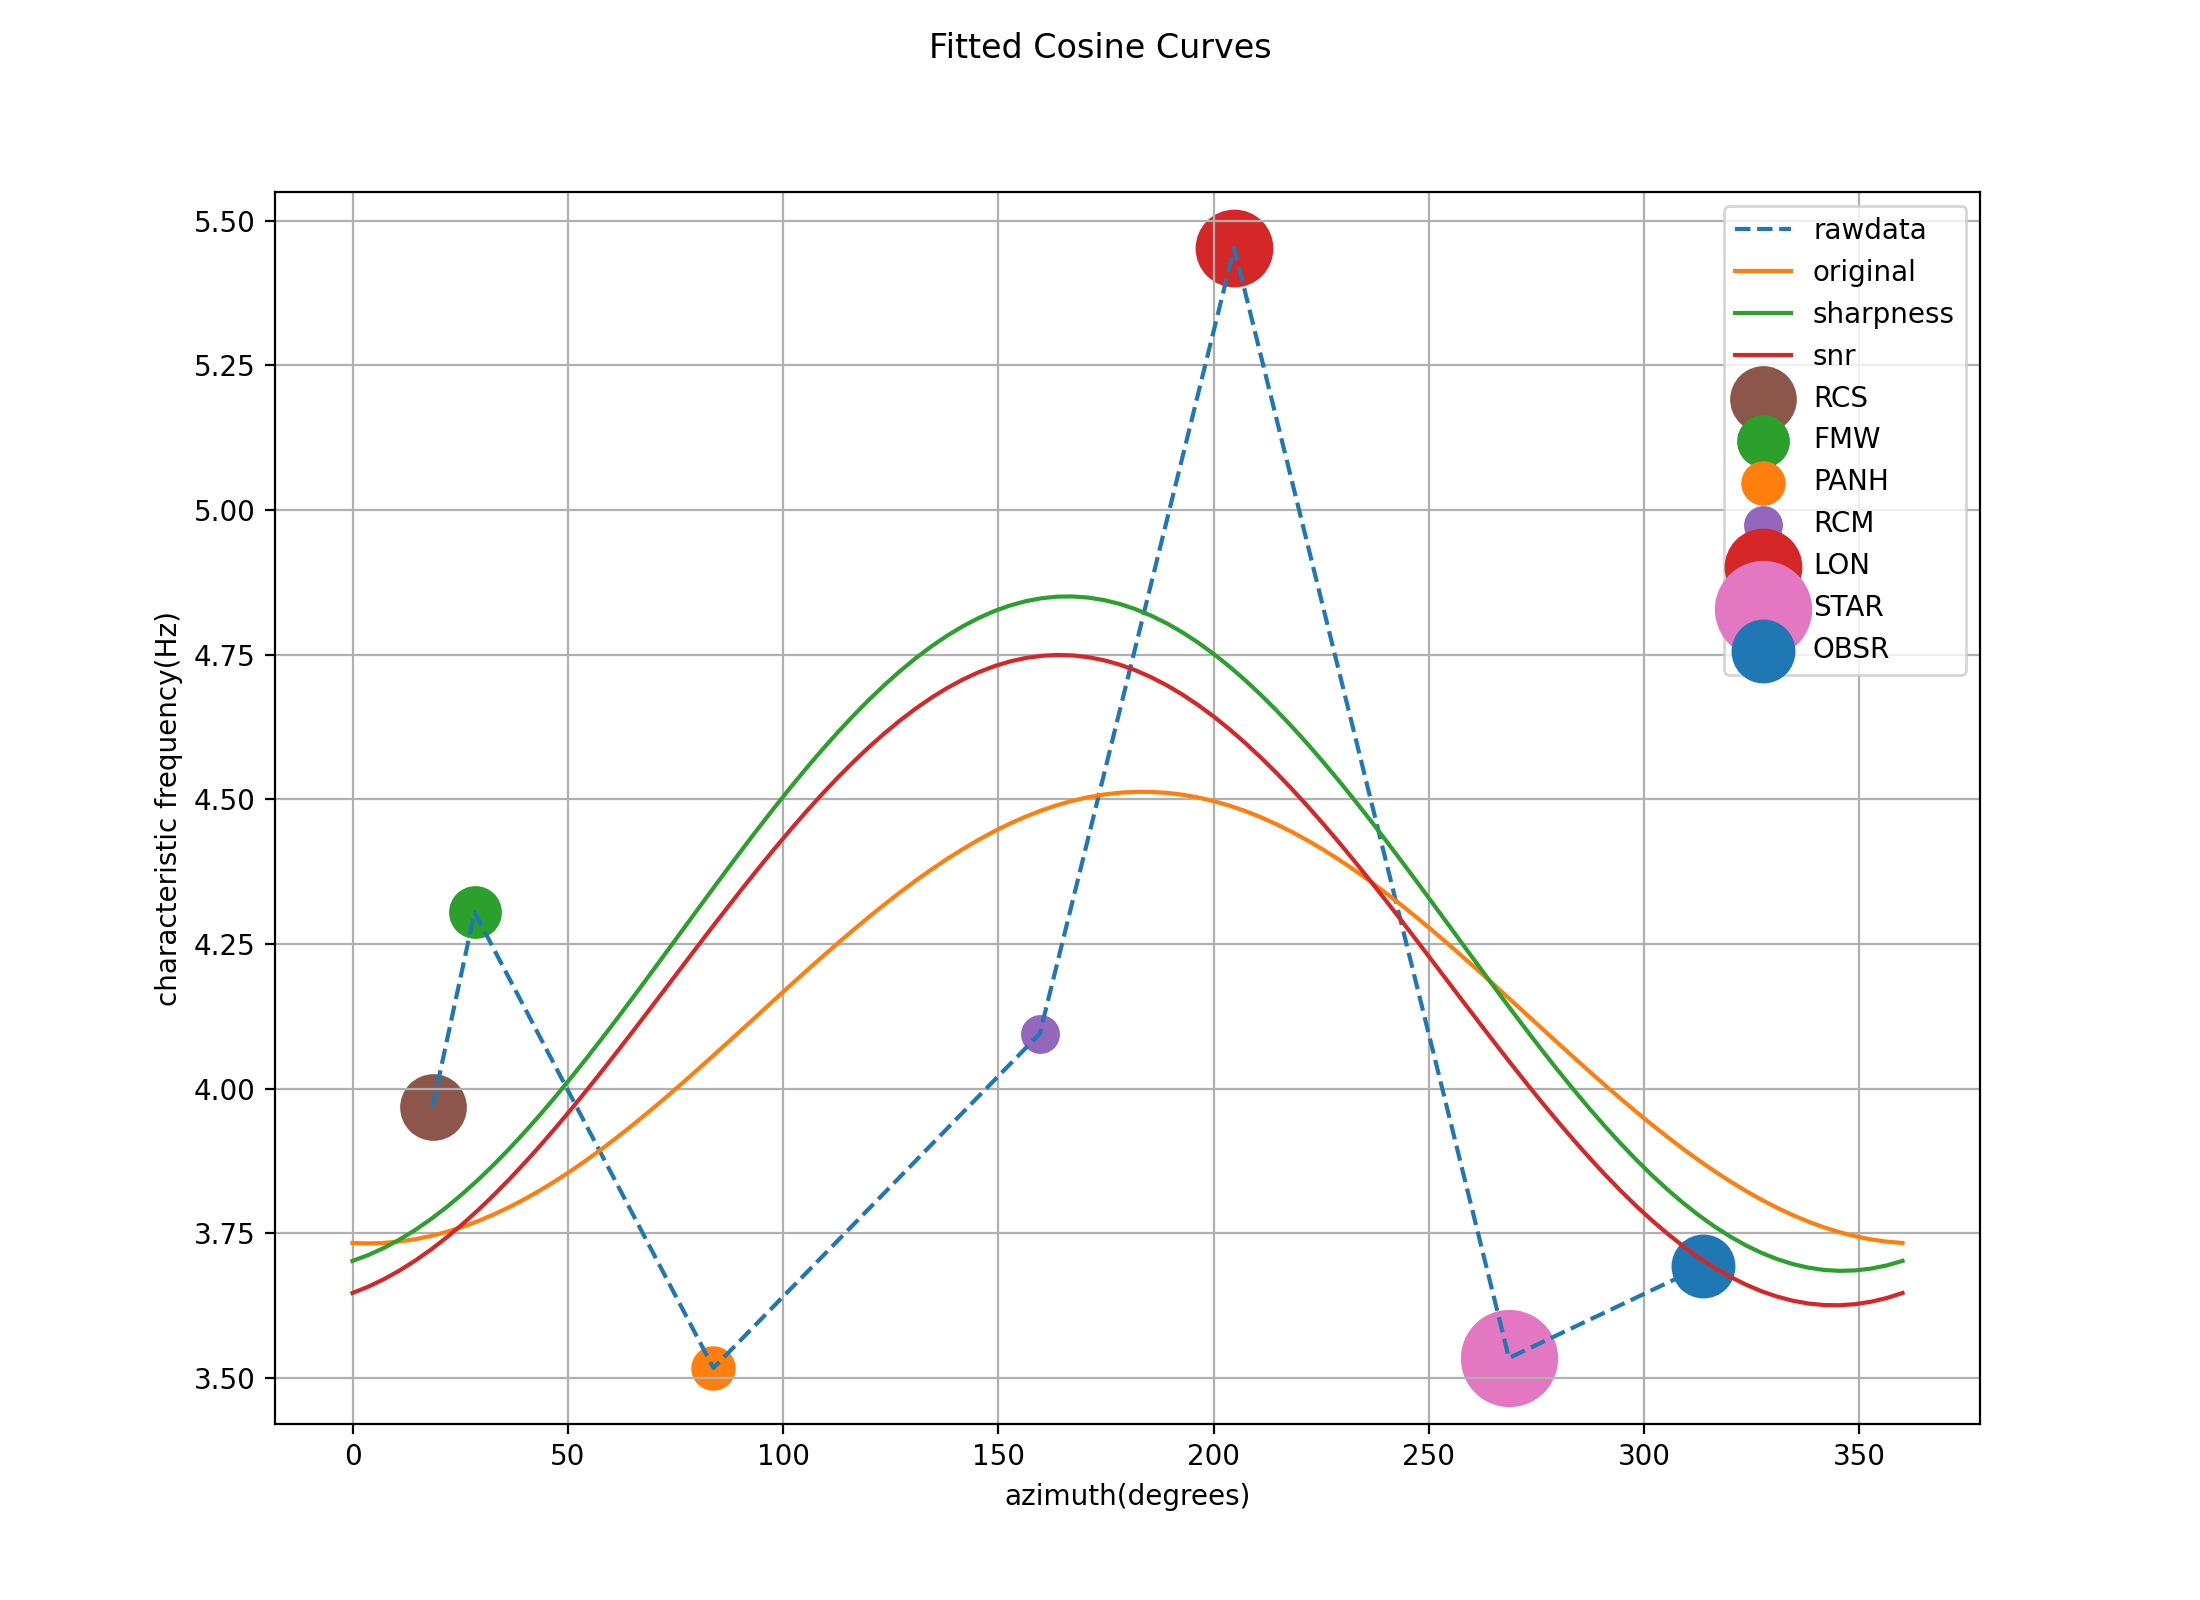 Fitted Cosine Curves
5.50
5.25
5.00
4.75
4.50
4.25
4.00
3.75
3.50
characteristic frequency(Hz)
rawdata
original
sharpness
snr
RCS
FMW
PANH
RCM
LON
STAR
OBSR
0 50 100 150 200 250 300 350
azimuth(degrees)